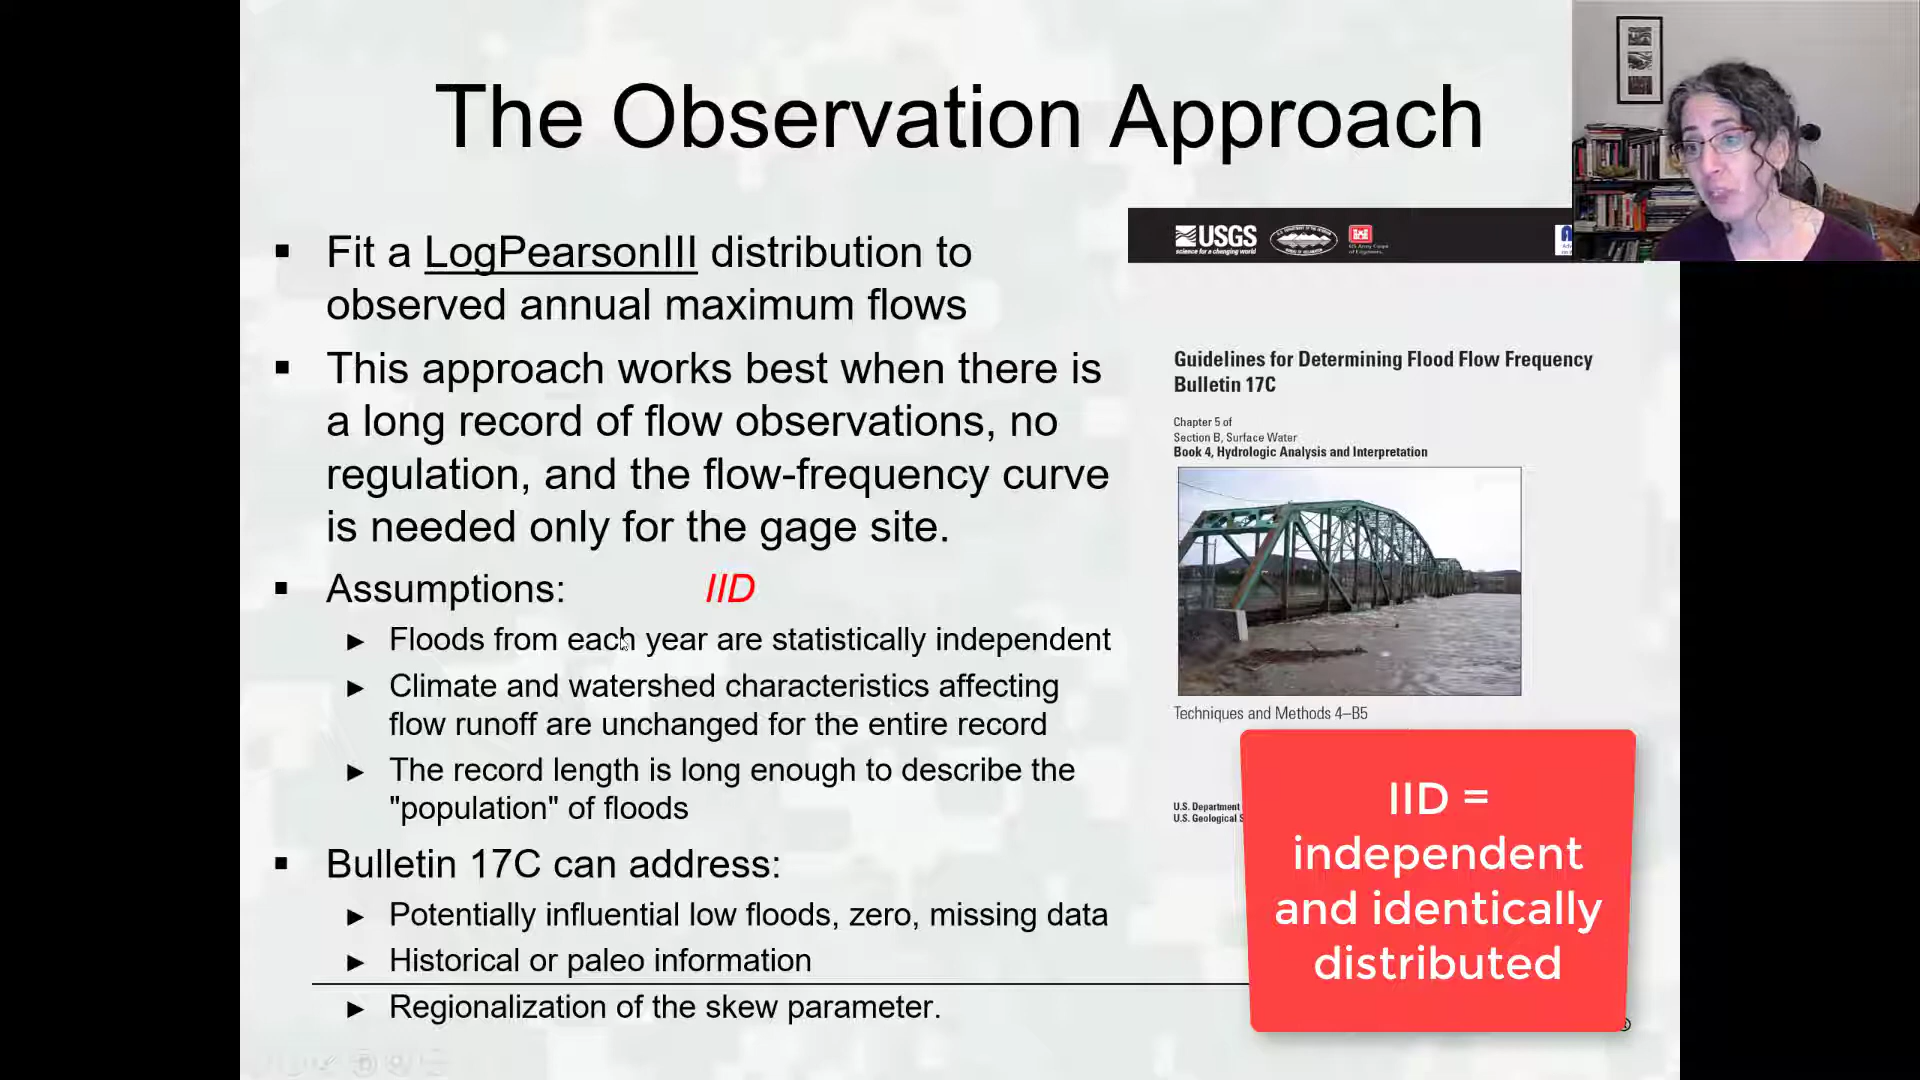 The Observation Approach
▪ Fit a LogPearsonIII distribution to
observed annual maximum flows
▪ This approach works best when there is
a long record of flow observations, no
regulation, and the flow-frequency curve
is needed only for the gage site.
▪ Assumptions: IID
► Floods from each year are statistically independent
► Climate and watershed characteristics affecting
flow runoff are unchanged for the entire record
► The record length is long enough to describe the
"population" of floods
▪ Bulletin 17C can address:
► Potentially influential low floods, zero, missing data
► Historical or paleo information
► Regionalization of the skew parameter.
USGS
science for a changing world
US Army Corps
of Engineers
Guidelines for Determining Flood Flow Frequency
Bulletin 17C
Chapter 5 of
Section B, Surface Water
Book 4, Hydrologic Analysis and Interpretation
Techniques and Methods 4–B5
U.S. Department
U.S. Geological S
IID =
independent
and identically
distributed